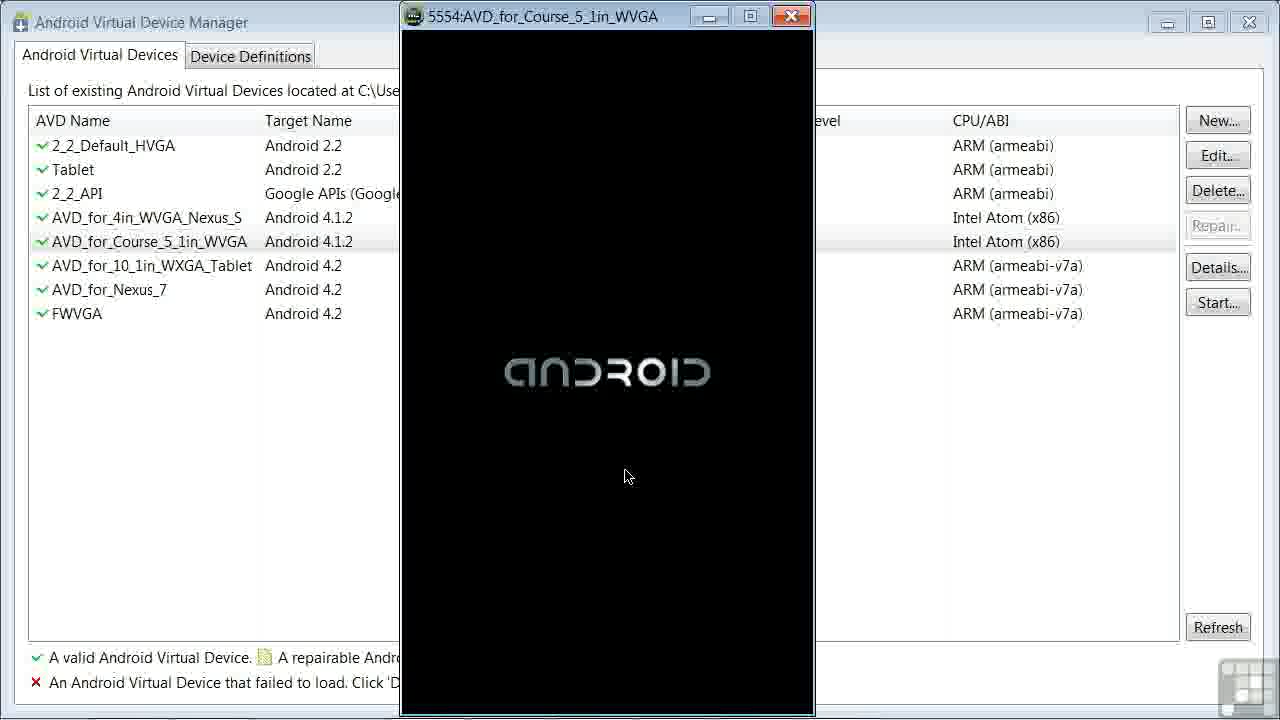 Android Virtual Device Manager
5554:AVD_for_Course_5_1in_WVGA
Android Virtual Devices
Device Definitions
List of existing Android Virtual Devices located at C:\Use
AVD Name Target Name evel CPU/ABI
2_2_Default_HVGA Android 2.2 ARM (armeabi)
Tablet Android 2.2 ARM (armeabi)
2_2_API Google APIs (Google ARM (armeabi)
AVD_for_4in_WVGA_Nexus_S Android 4.1.2 Intel Atom (x86)
AVD_for_Course_5_1in_WVGA Android 4.1.2 Intel Atom (x86)
AVD_for_10_1in_WXGA_Tablet Android 4.2 ARM (armeabi-v7a)
AVD_for_Nexus_7 Android 4.2 ARM (armeabi-v7a)
FWVGA Android 4.2 ARM (armeabi-v7a)
New...
Edit...
Delete...
Repair...
Details...
Start...
ANDROID
Refresh
A valid Android Virtual Device. A repairable Andro
An Android Virtual Device that failed to load. Click 'D